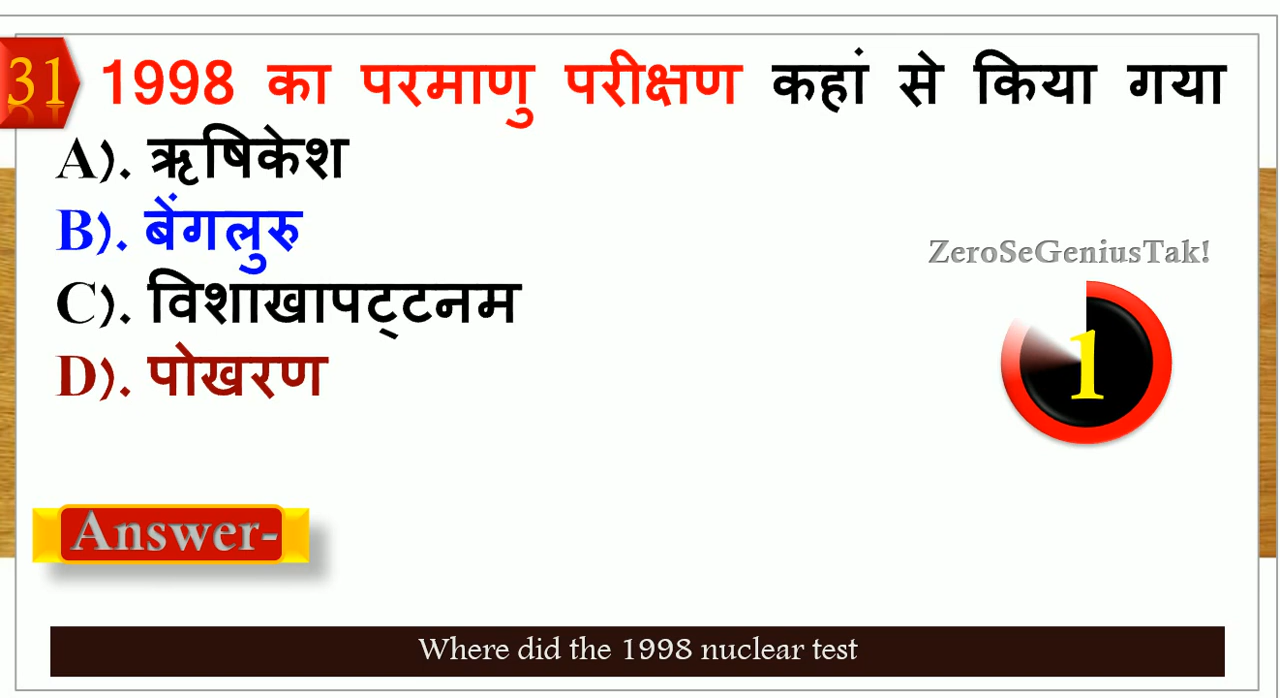 31 1998 का परमाणु परीक्षण कहां से किया गया
A). ऋषिकेश
B). बेंगलुरु
C). विशाखापट्टनम
D). पोखरण
ZeroSeGeniusTak!
1
Answer-
Where did the 1998 nuclear test